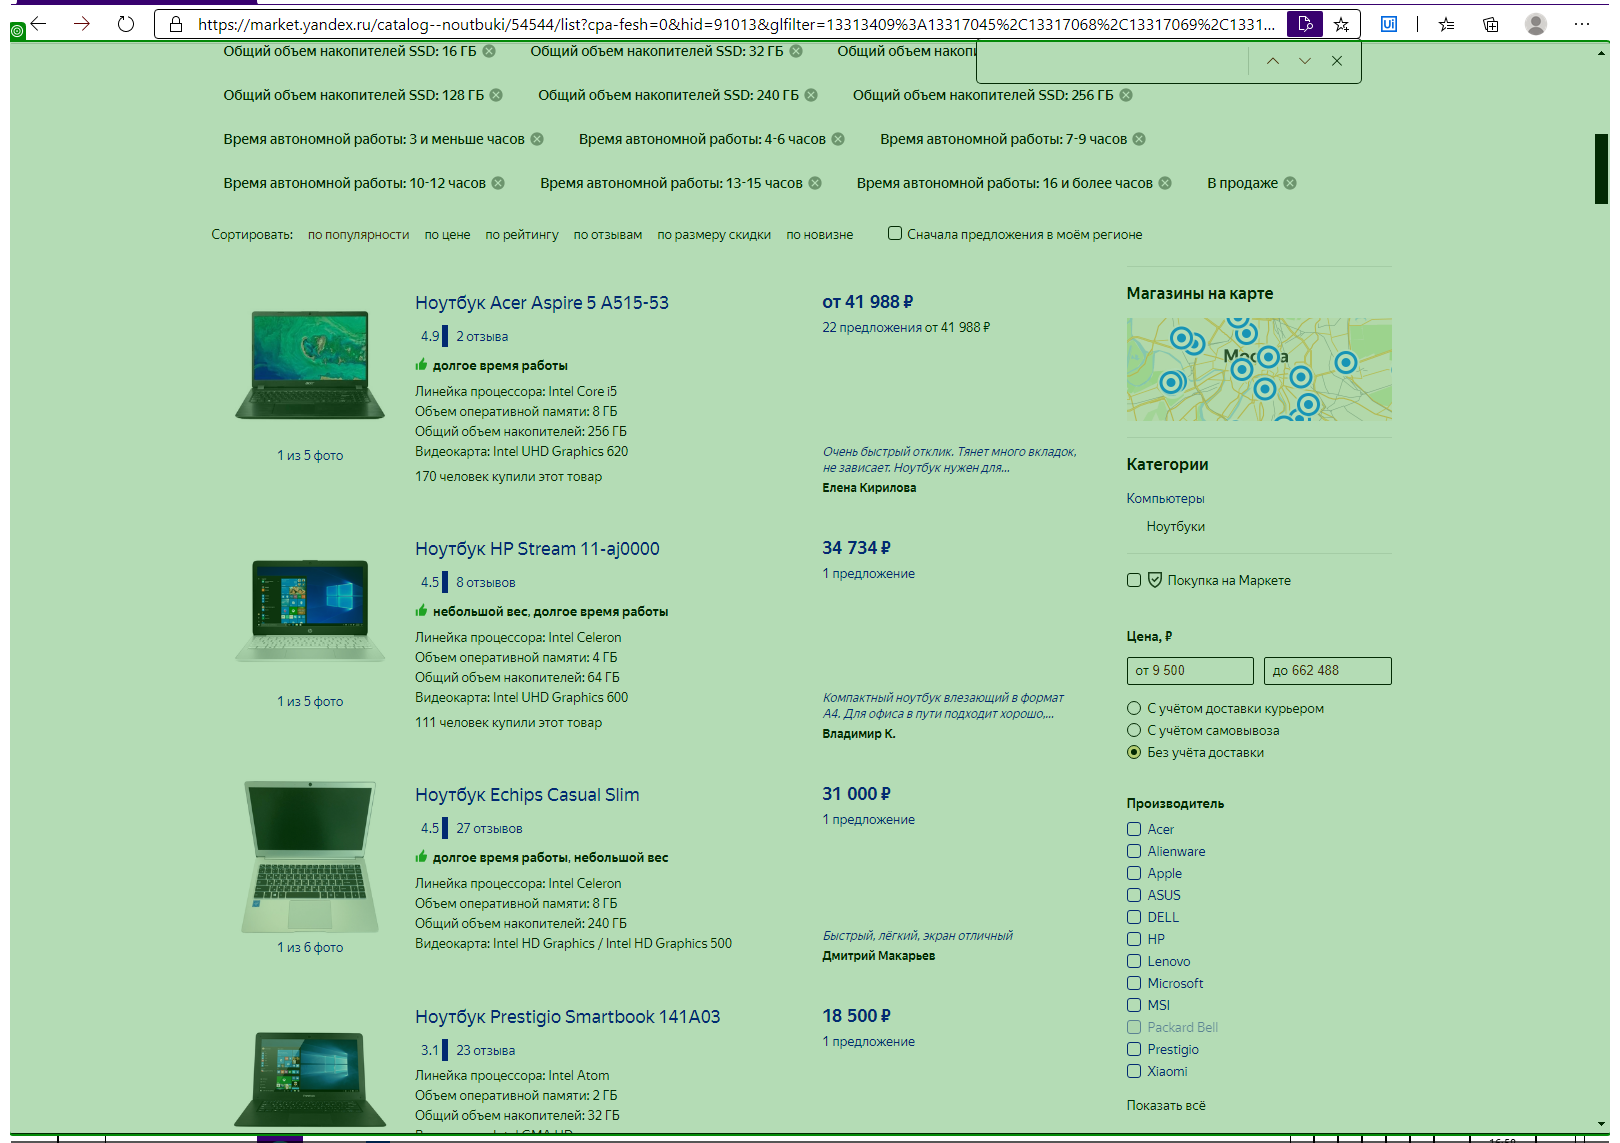 https://market.yandex.ru/catalog--noutbuki/54544/list?cpa-fesh=0&hid=91013&glfilter=13313409%3A13317045%2C13317068%2C13317069%2C1331...
Общий объем накопителей SSD: 16 ГБ
Общий объем накопителей SSD: 32 ГБ
Общий объем
Общий объем накопителей SSD: 128 ГБ
Общий объем накопителей SSD: 240 ГБ
Общий объем накопителей SSD: 256 ГБ
Время автономной работы: 3 и меньше часов
Время автономной работы: 4-6 часов
Время автономной работы: 7-9 часов
Время автономной работы: 10-12 часов
Время автономной работы: 13-15 часов
Время автономной работы: 16 и более часов
В продаже
Сортировать: по популярности по цене по рейтингу по отзывам по размеру скидки по новизне Сначала предложения в моём регионе
Ноутбук Acer Aspire 5 A515-53
4.9 2 отзыва
долгое время работы
Линейка процессора: Intel Core i5
Объем оперативной памяти: 8 ГБ
Общий объем накопителей: 256 ГБ
Видеокарта: Intel UHD Graphics 620
170 человек купили этот товар
1 из 5 фото
от 41 988 ₽
22 предложения от 41 988 ₽
Очень быстрый отклик. Тянет много вкладок,
не зависает. Ноутбук нужен для...
Елена Кирилова
Ноутбук HP Stream 11-aj0000
4.5 8 отзывов
небольшой вес, долгое время работы
Линейка процессора: Intel Celeron
Объем оперативной памяти: 4 ГБ
Общий объем накопителей: 64 ГБ
Видеокарта: Intel UHD Graphics 600
111 человек купили этот товар
1 из 5 фото
34 734 ₽
1 предложение
Компактный ноутбук влезающий в формат
А4. Для офиса в пути подходит хорошо,...
Владимир К.
Ноутбук Echips Casual Slim
4.5 27 отзывов
долгое время работы, небольшой вес
Линейка процессора: Intel Celeron
Объем оперативной памяти: 8 ГБ
Общий объем накопителей: 240 ГБ
Видеокарта: Intel HD Graphics / Intel HD Graphics 500
1 из 6 фото
31 000 ₽
1 предложение
Быстрый, лёгкий, экран отличный
Дмитрий Макарьев
Ноутбук Prestigio Smartbook 141A03
3.1 23 отзыва
Линейка процессора: Intel Atom
Объем оперативной памяти: 2 ГБ
Общий объем накопителей: 32 ГБ
18 500 ₽
1 предложение
Магазины на карте
Москва
Категории
Компьютеры
Ноутбуки
Покупка на Маркете
Цена, ₽
от 9 500
до 662 488
С учётом доставки курьером
С учётом самовывоза
Без учёта доставки
Производитель
Acer
Alienware
Apple
ASUS
DELL
HP
Lenovo
Microsoft
MSI
Packard Bell
Prestigio
Xiaomi
Показать всё